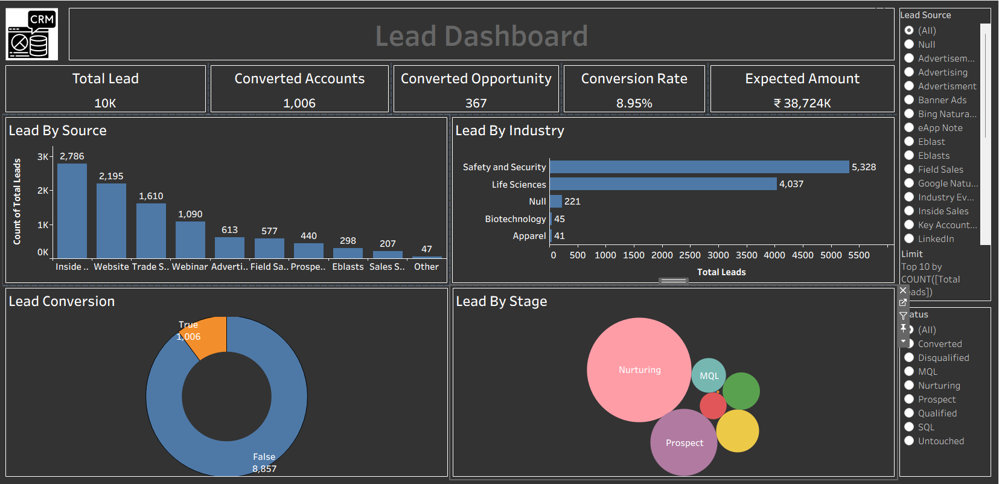 CRM
Lead Dashboard
Total Lead
10K
Converted Accounts
1,006
Converted Opportunity
367
Conversion Rate
8.95%
Expected Amount
₹ 38,724K
Lead By Source
Count of Total Leads
3K
2K
1K
0K
2,786
2,195
1,610
1,090
613
577
440
298
207
47
Inside ..
Website
Trade S..
Webinar
Adverti..
Field Sa..
Prospe..
Eblasts
Sales S..
Other
Lead By Industry
Safety and Security
5,328
Life Sciences
4,037
Null
221
Biotechnology
45
Apparel
41
0
500
1000
1500
2000
2500
3000
3500
4000
4500
5000
5500
Total Leads
Lead Conversion
True
1,006
False
8,857
Lead By Stage
Nurturing
MQL
Prospect
Lead Source
(All)
Null
Advertisem...
Advertising
Advertisment
Banner Ads
Bing Natura...
eApp Note
Eblast
Eblasts
Field Sales
Google Natu...
Industry Ev...
Inside Sales
Key Account...
LinkedIn
Limit
Top 10 by
COUNT([Total
eads])
atus
(All)
Converted
Disqualified
MQL
Nurturing
Prospect
Qualified
SQL
Untouched